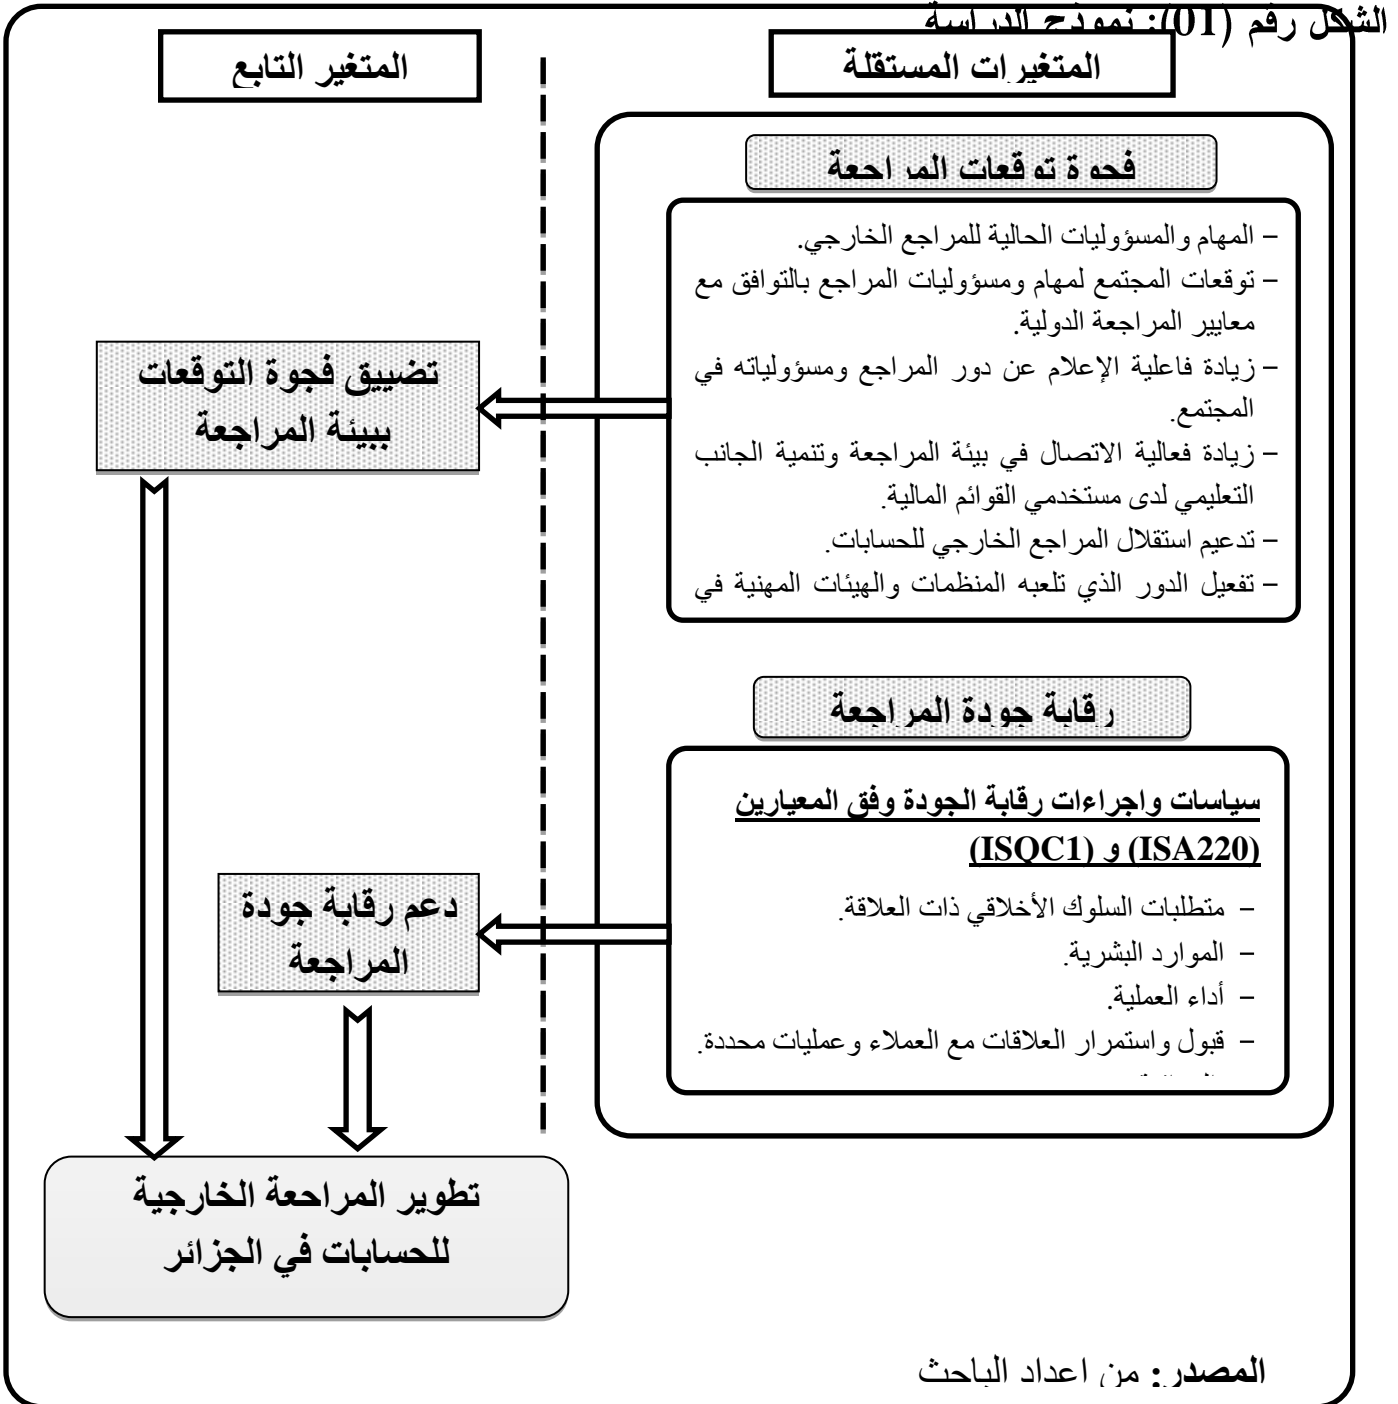 الشكل رقم (01): نموذج الدراسة
المتغيرات المستقلة
المتغير التابع
فجوة توقعات المراجعة
– المهام والمسؤوليات الحالية للمراجع الخارجي.
– توقعات المجتمع لمهام ومسؤوليات المراجع بالتوافق مع
معايير المراجعة الدولية.
– زيادة فاعلية الإعلام عن دور المراجع ومسؤولياته في
المجتمع.
– زيادة فعالية الاتصال في بيئة المراجعة وتنمية الجانب
التعليمي لدى مستخدمي القوائم المالية.
– تدعيم استقلال المراجع الخارجي للحسابات.
– تفعيل الدور الذي تلعبه المنظمات والهيئات المهنية في
تضييق فجوة التوقعات
ببيئة المراجعة
رقابة جودة المراجعة
سياسات واجراءات رقابة الجودة وفق المعيارين
(ISA220) و (ISQC1)
– متطلبات السلوك الأخلاقي ذات العلاقة.
– الموارد البشرية.
– أداء العملية.
– قبول واستمرار العلاقات مع العملاء وعمليات محددة.
دعم رقابة جودة
المراجعة
تطوير المراجعة الخارجية
للحسابات في الجزائر
المصدر: من اعداد الباحث